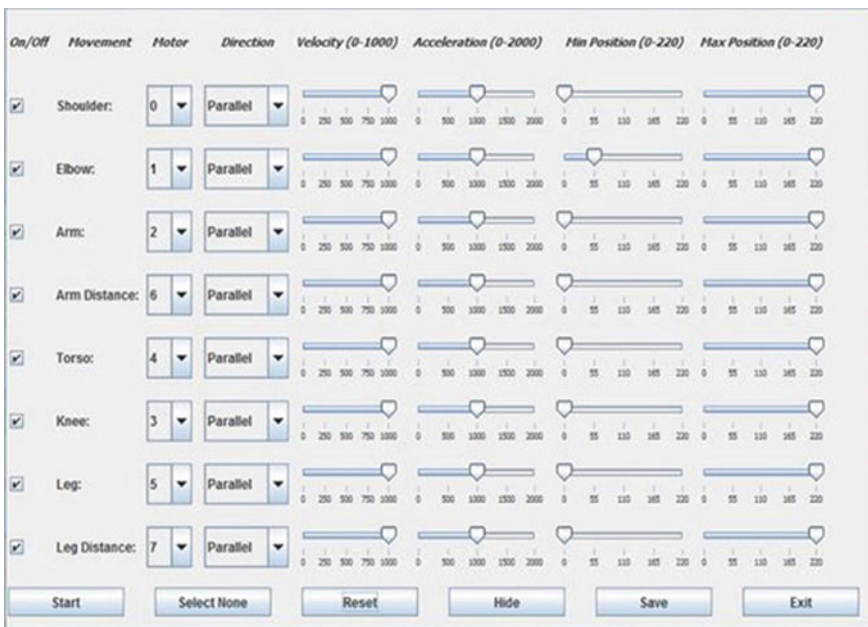 On/Off Movement Motor Direction Velocity (0-1000) Acceleration (0-2000) Min Position (0-220) Max Position (0-220)
Shoulder: 0 Parallel
0 250 500 750 1000 0 500 1000 1500 2000 0 55 110 165 220 0 55 110 165 220
Elbow: 1 Parallel
0 250 500 750 1000 0 500 1000 1500 2000 0 55 110 165 220 0 55 110 165 220
Arm: 2 Parallel
0 250 500 750 1000 0 500 1000 1500 2000 0 55 110 165 220 0 55 110 165 220
Arm Distance: 6 Parallel
0 250 500 750 1000 0 500 1000 1500 2000 0 55 110 165 220 0 55 110 165 220
Torso: 4 Parallel
0 250 500 750 1000 0 500 1000 1500 2000 0 55 110 165 220 0 55 110 165 220
Knee: 3 Parallel
0 250 500 750 1000 0 500 1000 1500 2000 0 55 110 165 220 0 55 110 165 220
Leg: 5 Parallel
0 250 500 750 1000 0 500 1000 1500 2000 0 55 110 165 220 0 55 110 165 220
Leg Distance: 7 Parallel
0 250 500 750 1000 0 500 1000 1500 2000 0 55 110 165 220 0 55 110 165 220
Start Select None Reset Hide Save Exit